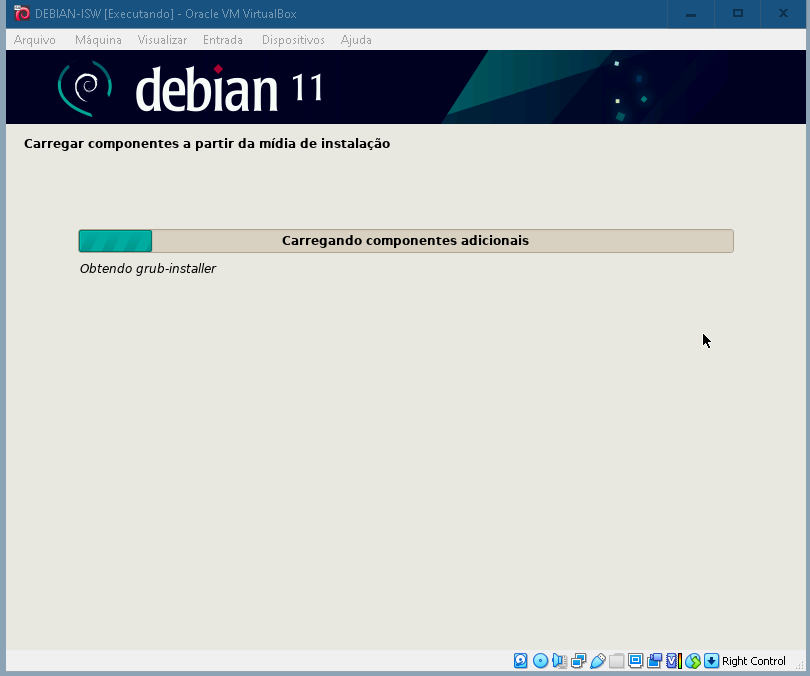 DEBIAN-ISW [Executando] - Oracle VM VirtualBox
Arquivo Máquina Visualizar Entrada Dispositivos Ajuda
debian 11
Carregar componentes a partir da mídia de instalação
Carregando componentes adicionais
Obtendo grub-installer
Right Control